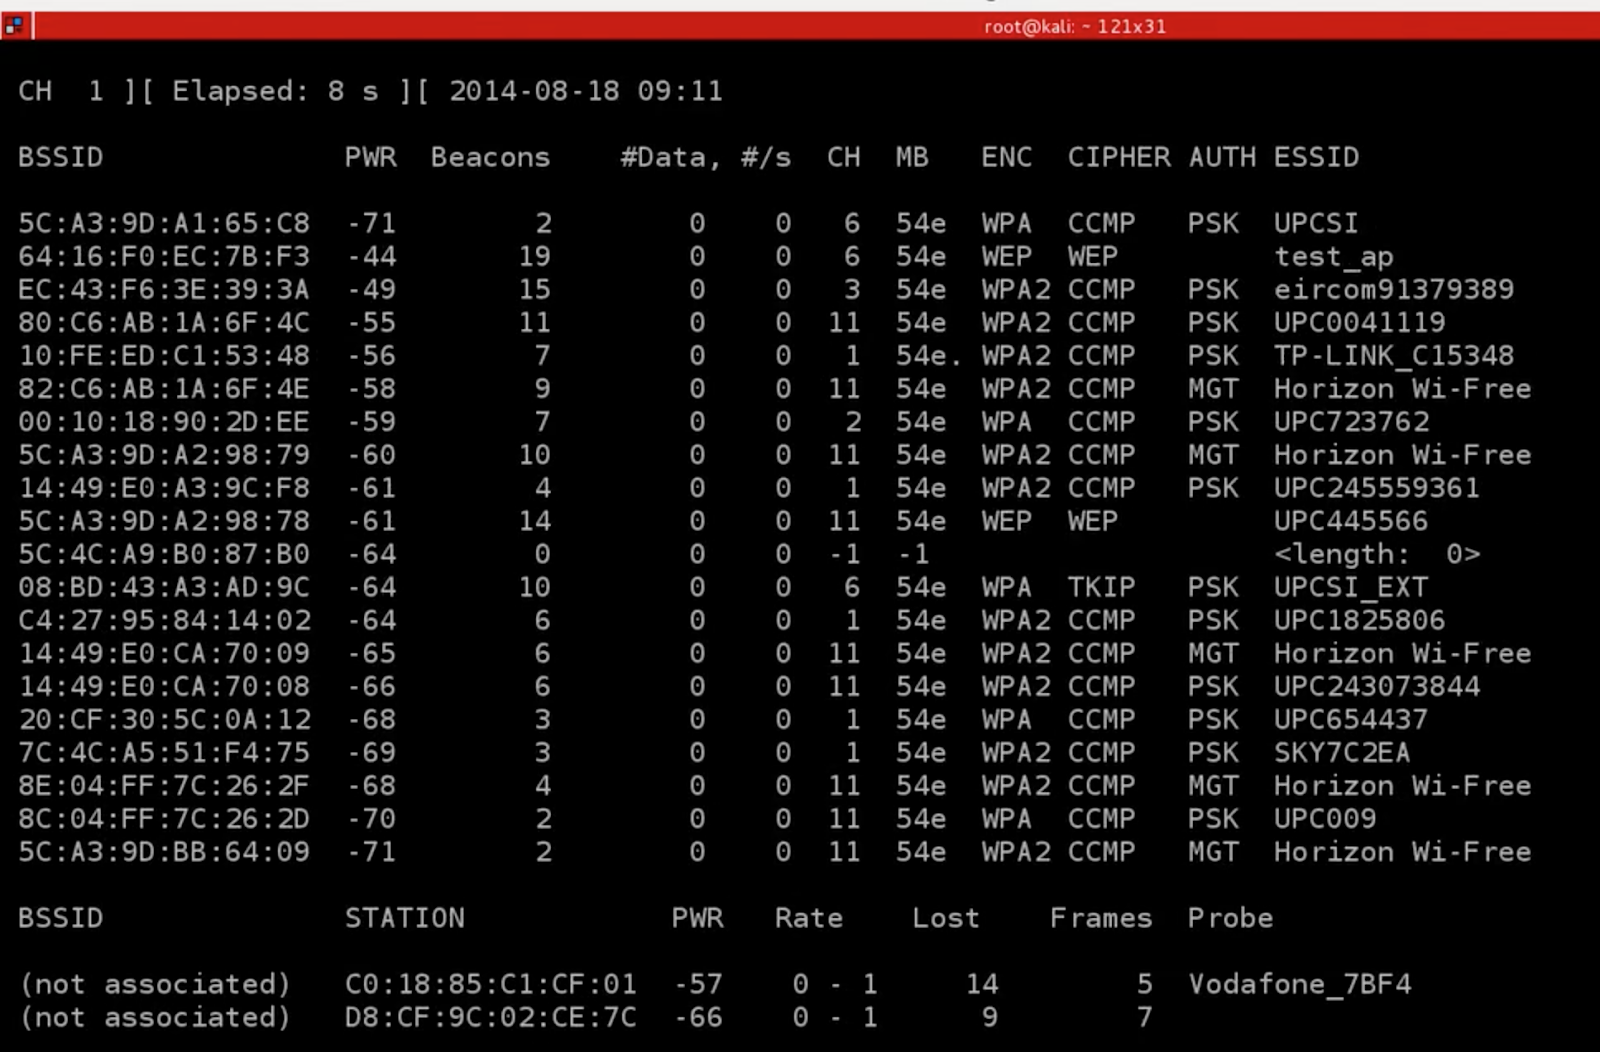 root@kali: ~ 121x31
CH  1 ][ Elapsed: 8 s ][ 2014-08-18 09:11
BSSID              PWR  Beacons    #Data, #/s  CH  MB   ENC  CIPHER AUTH ESSID
5C:A3:9D:A1:65:C8  -71        2        0    0   6  54e  WPA  CCMP   PSK  UPCSI
64:16:F0:EC:7B:F3  -44       19        0    0   6  54e  WEP  WEP         test_ap
EC:43:F6:3E:39:3A  -49       15        0    0   3  54e  WPA2 CCMP   PSK  eircom91379389
80:C6:AB:1A:6F:4C  -55       11        0    0  11  54e  WPA2 CCMP   PSK  UPC0041119
10:FE:ED:C1:53:48  -56        7        0    0   1  54e. WPA2 CCMP   PSK  TP-LINK_C15348
82:C6:AB:1A:6F:4E  -58        9        0    0  11  54e  WPA2 CCMP   MGT  Horizon Wi-Free
00:10:18:90:2D:EE  -59        7        0    0   2  54e  WPA  CCMP   PSK  UPC723762
5C:A3:9D:A2:98:79  -60       10        0    0  11  54e  WPA2 CCMP   MGT  Horizon Wi-Free
14:49:E0:A3:9C:F8  -61        4        0    0   1  54e  WPA2 CCMP   PSK  UPC245559361
5C:A3:9D:A2:98:78  -61       14        0    0  11  54e  WEP  WEP         UPC445566
5C:4C:A9:B0:87:B0  -64        0        0    0  -1  -1                    <length:  0>
08:BD:43:A3:AD:9C  -64       10        0    0   6  54e  WPA  TKIP   PSK  UPCSI_EXT
C4:27:95:84:14:02  -64        6        0    0   1  54e  WPA2 CCMP   PSK  UPC1825806
14:49:E0:CA:70:09  -65        6        0    0  11  54e  WPA2 CCMP   MGT  Horizon Wi-Free
14:49:E0:CA:70:08  -66        6        0    0  11  54e  WPA2 CCMP   PSK  UPC243073844
20:CF:30:5C:0A:12  -68        3        0    0   1  54e  WPA  CCMP   PSK  UPC654437
7C:4C:A5:51:F4:75  -69        3        0    0   1  54e  WPA2 CCMP   PSK  SKY7C2EA
8E:04:FF:7C:26:2F  -68        4        0    0  11  54e  WPA2 CCMP   MGT  Horizon Wi-Free
8C:04:FF:7C:26:2D  -70        2        0    0  11  54e  WPA  CCMP   PSK  UPC009
5C:A3:9D:BB:64:09  -71        2        0    0  11  54e  WPA2 CCMP   MGT  Horizon Wi-Free
BSSID              STATION            PWR   Rate    Lost    Frames  Probe
(not associated)   C0:18:85:C1:CF:01  -57    0 - 1     14        5  Vodafone_7BF4
(not associated)   D8:CF:9C:02:CE:7C  -66    0 - 1      9        7